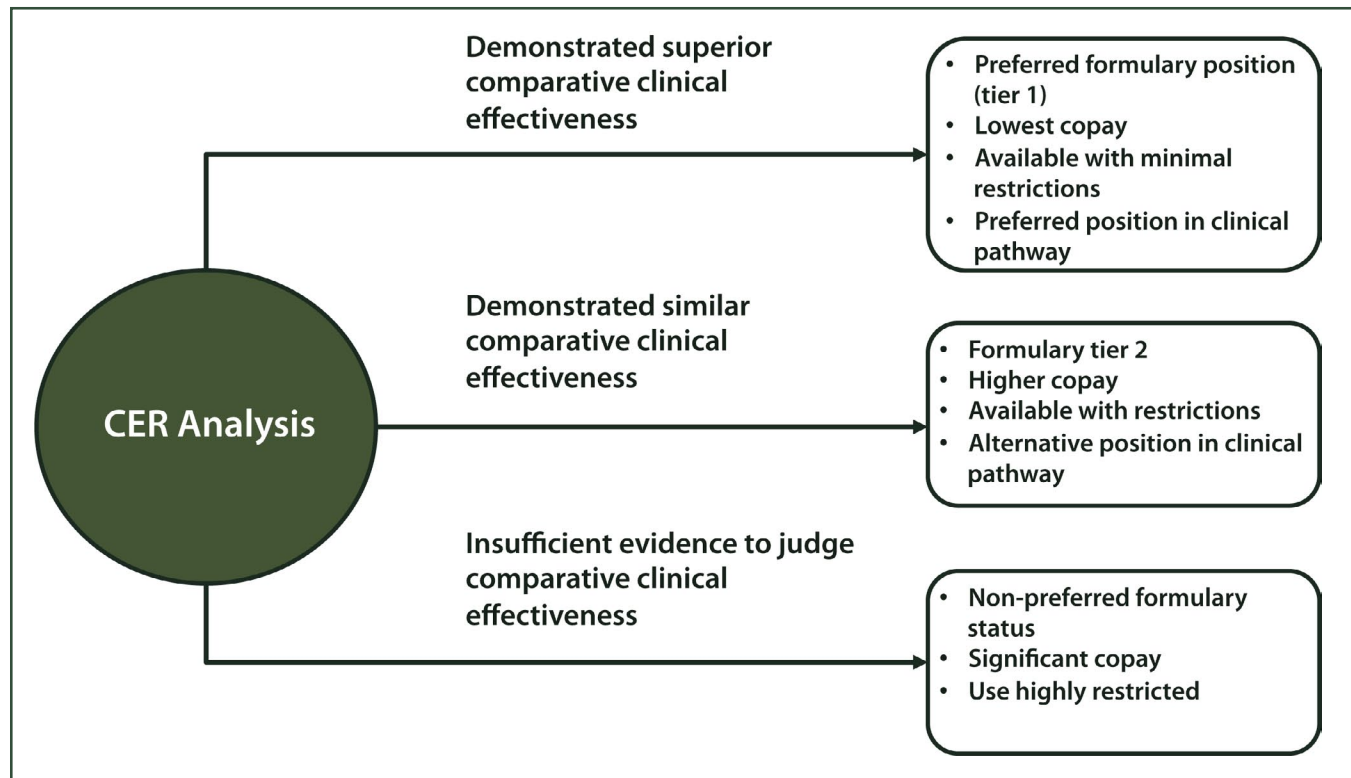 Demonstrated superior
comparative clinical
effectiveness
• Preferred formulary position
(tier 1)
• Lowest copay
• Available with minimal
restrictions
• Preferred position in clinical
pathway
CER Analysis
Demonstrated similar
comparative clinical
effectiveness
• Formulary tier 2
• Higher copay
• Available with restrictions
• Alternative position in clinical
pathway
Insufficient evidence to judge
comparative clinical
effectiveness
• Non-preferred formulary
status
• Significant copay
• Use highly restricted